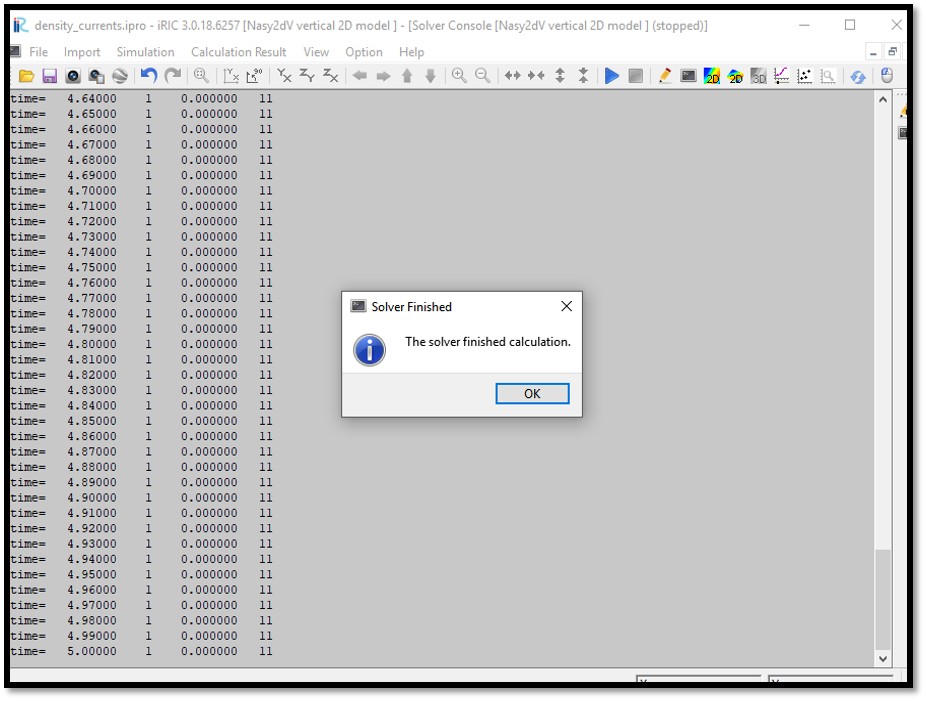 density_currents.ipro - iRIC 3.0.18.6257 [Nasy2dV vertical 2D model ] - [Solver Console [Nasy2dV vertical 2D model ] (stopped)]
File Import Simulation Calculation Result View Option Help
time= 4.64000 1 0.000000 11
time= 4.65000 1 0.000000 11
time= 4.66000 1 0.000000 11
time= 4.67000 1 0.000000 11
time= 4.68000 1 0.000000 11
time= 4.69000 1 0.000000 11
time= 4.70000 1 0.000000 11
time= 4.71000 1 0.000000 11
time= 4.72000 1 0.000000 11
time= 4.73000 1 0.000000 11
time= 4.74000 1 0.000000 11
time= 4.75000 1 0.000000 11
time= 4.76000 1 0.000000 11
time= 4.77000 1 0.000000 11
time= 4.78000 1 0.000000 11
time= 4.79000 1 0.000000 11
time= 4.80000 1 0.000000 11
time= 4.81000 1 0.000000 11
time= 4.82000 1 0.000000 11
time= 4.83000 1 0.000000 11
time= 4.84000 1 0.000000 11
time= 4.85000 1 0.000000 11
time= 4.86000 1 0.000000 11
time= 4.87000 1 0.000000 11
time= 4.88000 1 0.000000 11
time= 4.89000 1 0.000000 11
time= 4.90000 1 0.000000 11
time= 4.91000 1 0.000000 11
time= 4.92000 1 0.000000 11
time= 4.93000 1 0.000000 11
time= 4.94000 1 0.000000 11
time= 4.95000 1 0.000000 11
time= 4.96000 1 0.000000 11
time= 4.97000 1 0.000000 11
time= 4.98000 1 0.000000 11
time= 4.99000 1 0.000000 11
time= 5.00000 1 0.000000 11
Solver Finished
The solver finished calculation.
OK